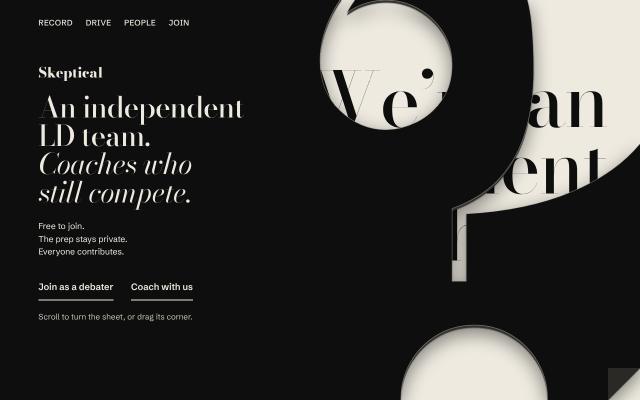 RECORD DRIVE PEOPLE JOIN
Skeptical
An independent
LD team.
Coaches who
still compete.
Free to join.
The prep stays private.
Everyone contributes.
Join as a debater Coach with us
Scroll to turn the sheet, or drag its corner.
We’ an
ent